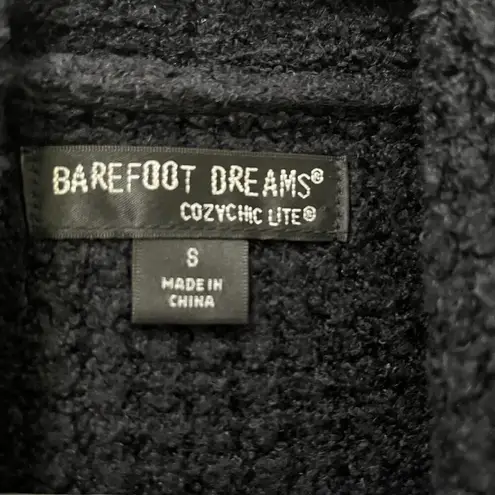 BAREFOOT DREAMS®
COZYCHIC LITE®
S
MADE IN
CHINA